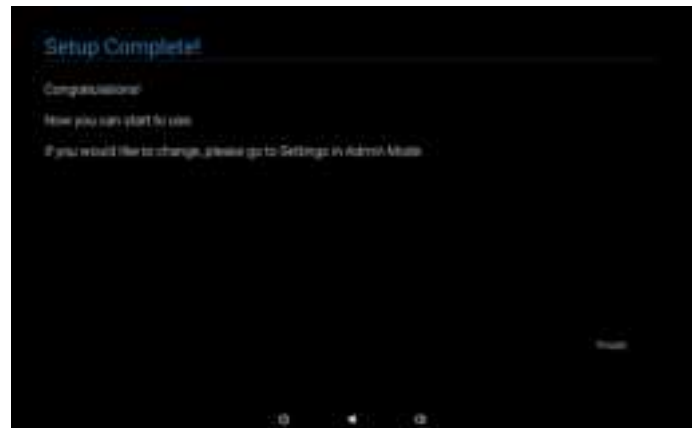 Setup Complete!
Congratulations!
Now you can start to use
If you would like to change, please go to Settings in Admin Mode